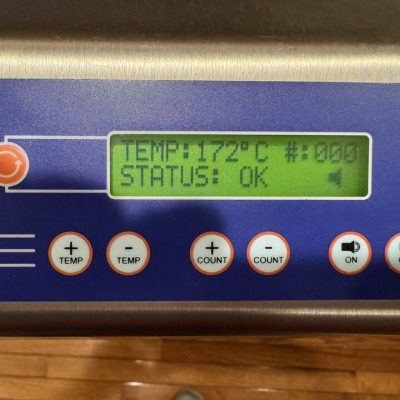 TEMP:172°C #:000
STATUS: OK
+ TEMP
- TEMP
+ COUNT
- COUNT
ON